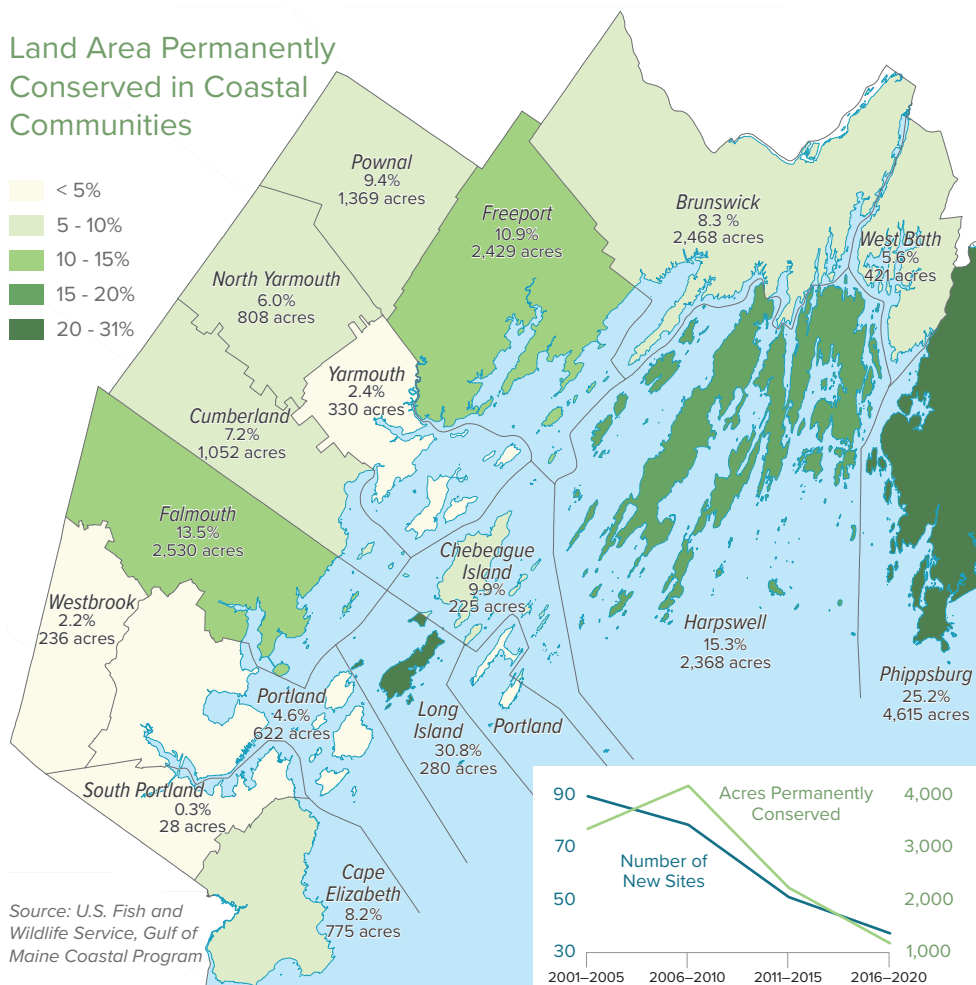 Land Area Permanently
Conserved in Coastal
Communities
< 5%
5 - 10%
10 - 15%
15 - 20%
20 - 31%
Pownal
9.4%
1,369 acres
Freeport
10.9%
2,429 acres
Brunswick
8.3 %
2,468 acres
West Bath
5.6%
421 acres
North Yarmouth
6.0%
808 acres
Yarmouth
2.4%
330 acres
Cumberland
7.2%
1,052 acres
Falmouth
13.5%
2,530 acres
Chebeague
Island
9.9%
225 acres
Westbrook
2.2%
236 acres
Harpswell
15.3%
2,368 acres
Phippsburg
25.2%
4,615 acres
Portland
4.6%
622 acres
Long
Island
30.8%
280 acres
Portland
South Portland
0.3%
28 acres
Cape
Elizabeth
8.2%
775 acres
Source: U.S. Fish and
Wildlife Service, Gulf of
Maine Coastal Program
90
70
50
30
Acres Permanently
Conserved
Number of
New Sites
4,000
3,000
2,000
1,000
2001–2005
2006–2010
2011–2015
2016–2020